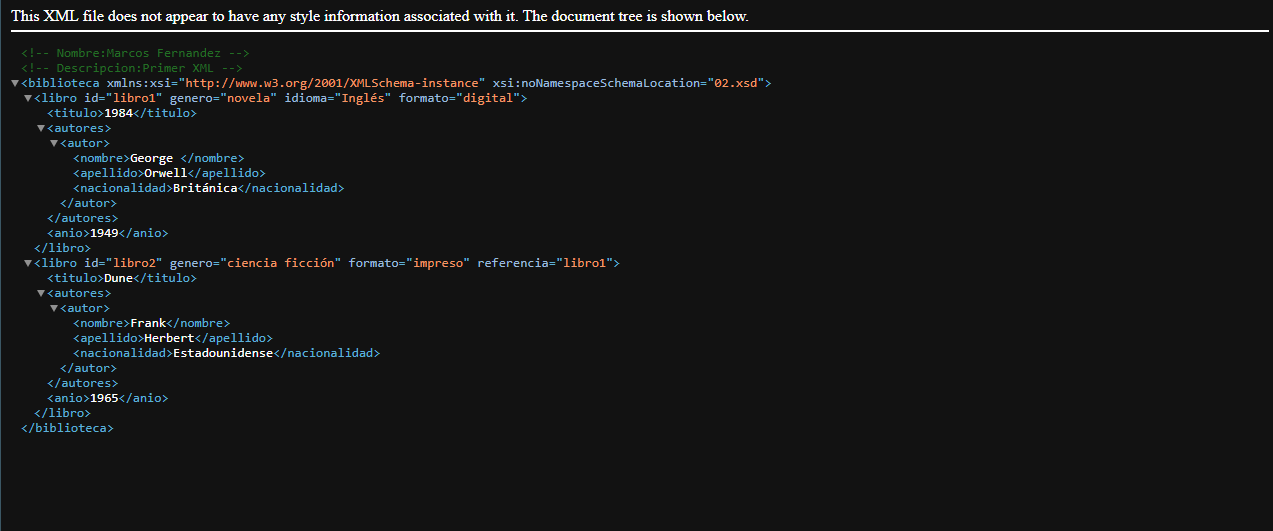 This XML file does not appear to have any style information associated with it. The document tree is shown below.
<!-- Nombre:Marcos Fernandez -->
<!-- Descripcion:Primer XML -->
▼<biblioteca xmlns:xsi="http://www.w3.org/2001/XMLSchema-instance" xsi:noNamespaceSchemaLocation="02.xsd">
▼<libro id="libro1" genero="novela" idioma="Inglés" formato="digital">
<titulo>1984</titulo>
▼<autores>
▼<autor>
<nombre>George </nombre>
<apellido>Orwell</apellido>
<nacionalidad>Británica</nacionalidad>
</autor>
</autores>
<anio>1949</anio>
</libro>
▼<libro id="libro2" genero="ciencia ficción" formato="impreso" referencia="libro1">
<titulo>Dune</titulo>
▼<autores>
▼<autor>
<nombre>Frank</nombre>
<apellido>Herbert</apellido>
<nacionalidad>Estadounidense</nacionalidad>
</autor>
</autores>
<anio>1965</anio>
</libro>
</biblioteca>